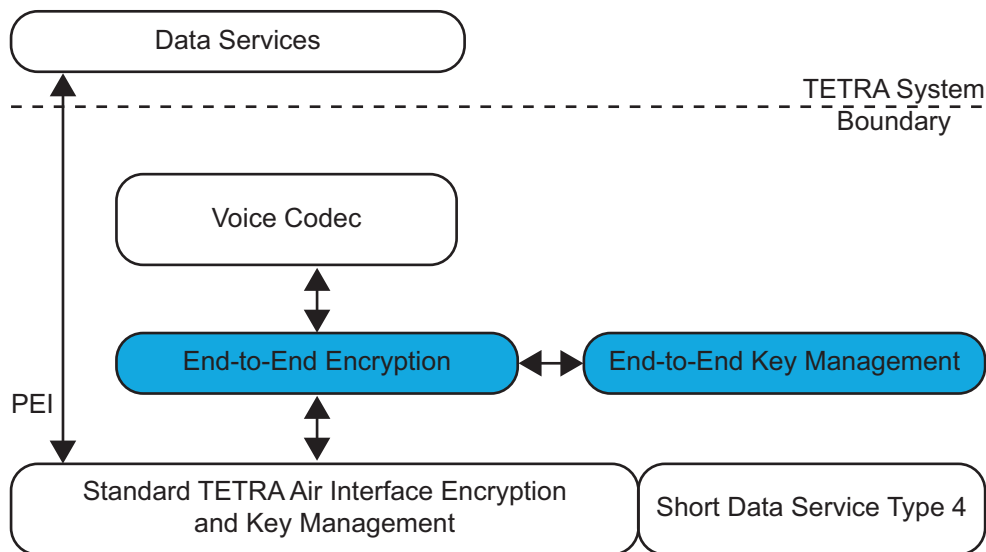 Data Services
TETRA System
Boundary
Voice Codec
End-to-End Encryption
End-to-End Key Management
PEI
Standard TETRA Air Interface Encryption
and Key Management
Short Data Service Type 4